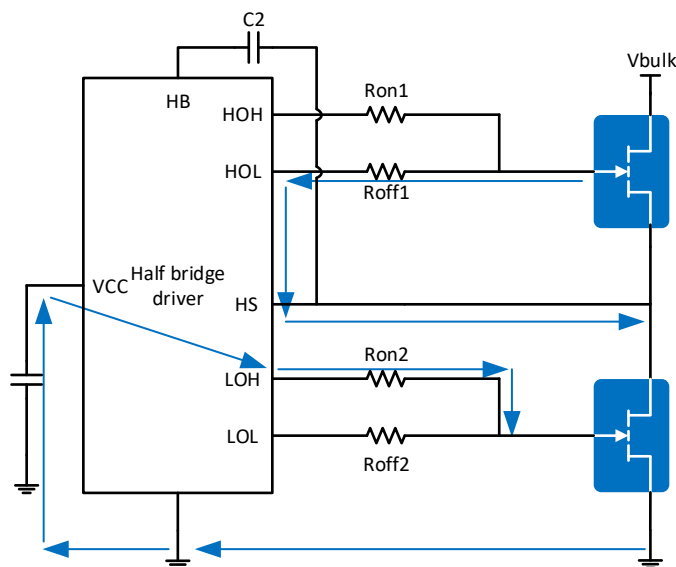 C2
Vbulk
HB
HOH
Ron1
HOL
Roff1
VCC
Half bridge
driver
HS
LOH
Ron2
LOL
Roff2